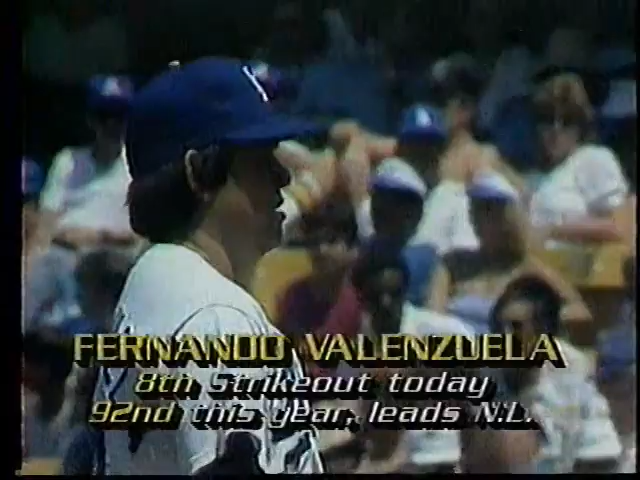 FERNANDO VALENZUELA
8th Strikeout today
92nd this year, leads N.L.